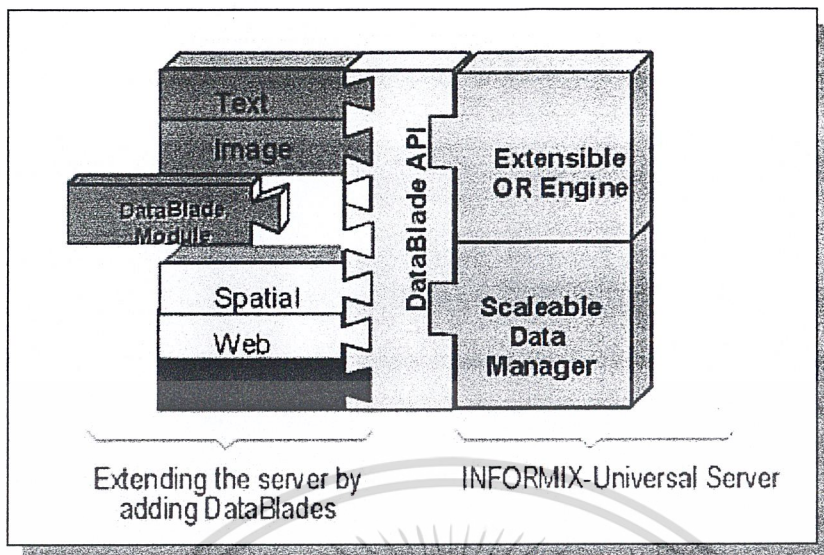 Text
Image
DataBlade
Module
Spatial
Web
DataBlade API
Extensible
OR Engine
Scaleable
Data
Manager
Extending the server by
adding DataBlades
INFORMIX-Universal Server